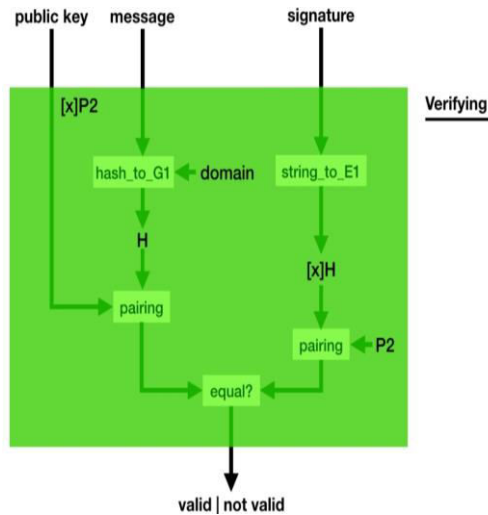 public key message signature
Verifying
[x]P2
hash_to_G1 domain string_to_E1
H
[x]H
pairing
pairing P2
equal?
valid | not valid